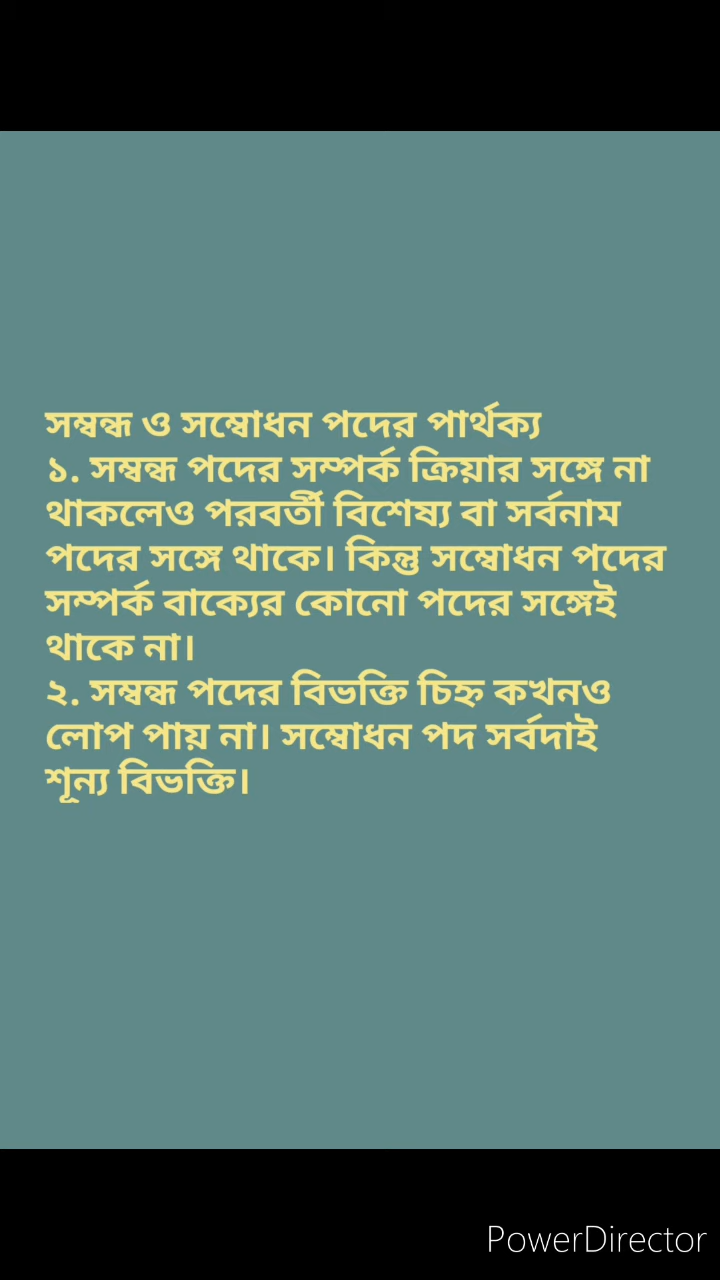 সম্বন্ধ ও সম্বোধন পদের পার্থক্য
১. সম্বন্ধ পদের সম্পর্ক ক্রিয়ার সঙ্গে না
থাকলেও পরবর্তী বিশেষ্য বা সর্বনাম
পদের সঙ্গে থাকে। কিন্তু সম্বোধন পদের
সম্পর্ক বাক্যের কোনো পদের সঙ্গেই
থাকে না।
২. সম্বন্ধ পদের বিভক্তি চিহ্ন কখনও
লোপ পায় না। সম্বোধন পদ সর্বদাই
শূন্য বিভক্তি।
PowerDirector